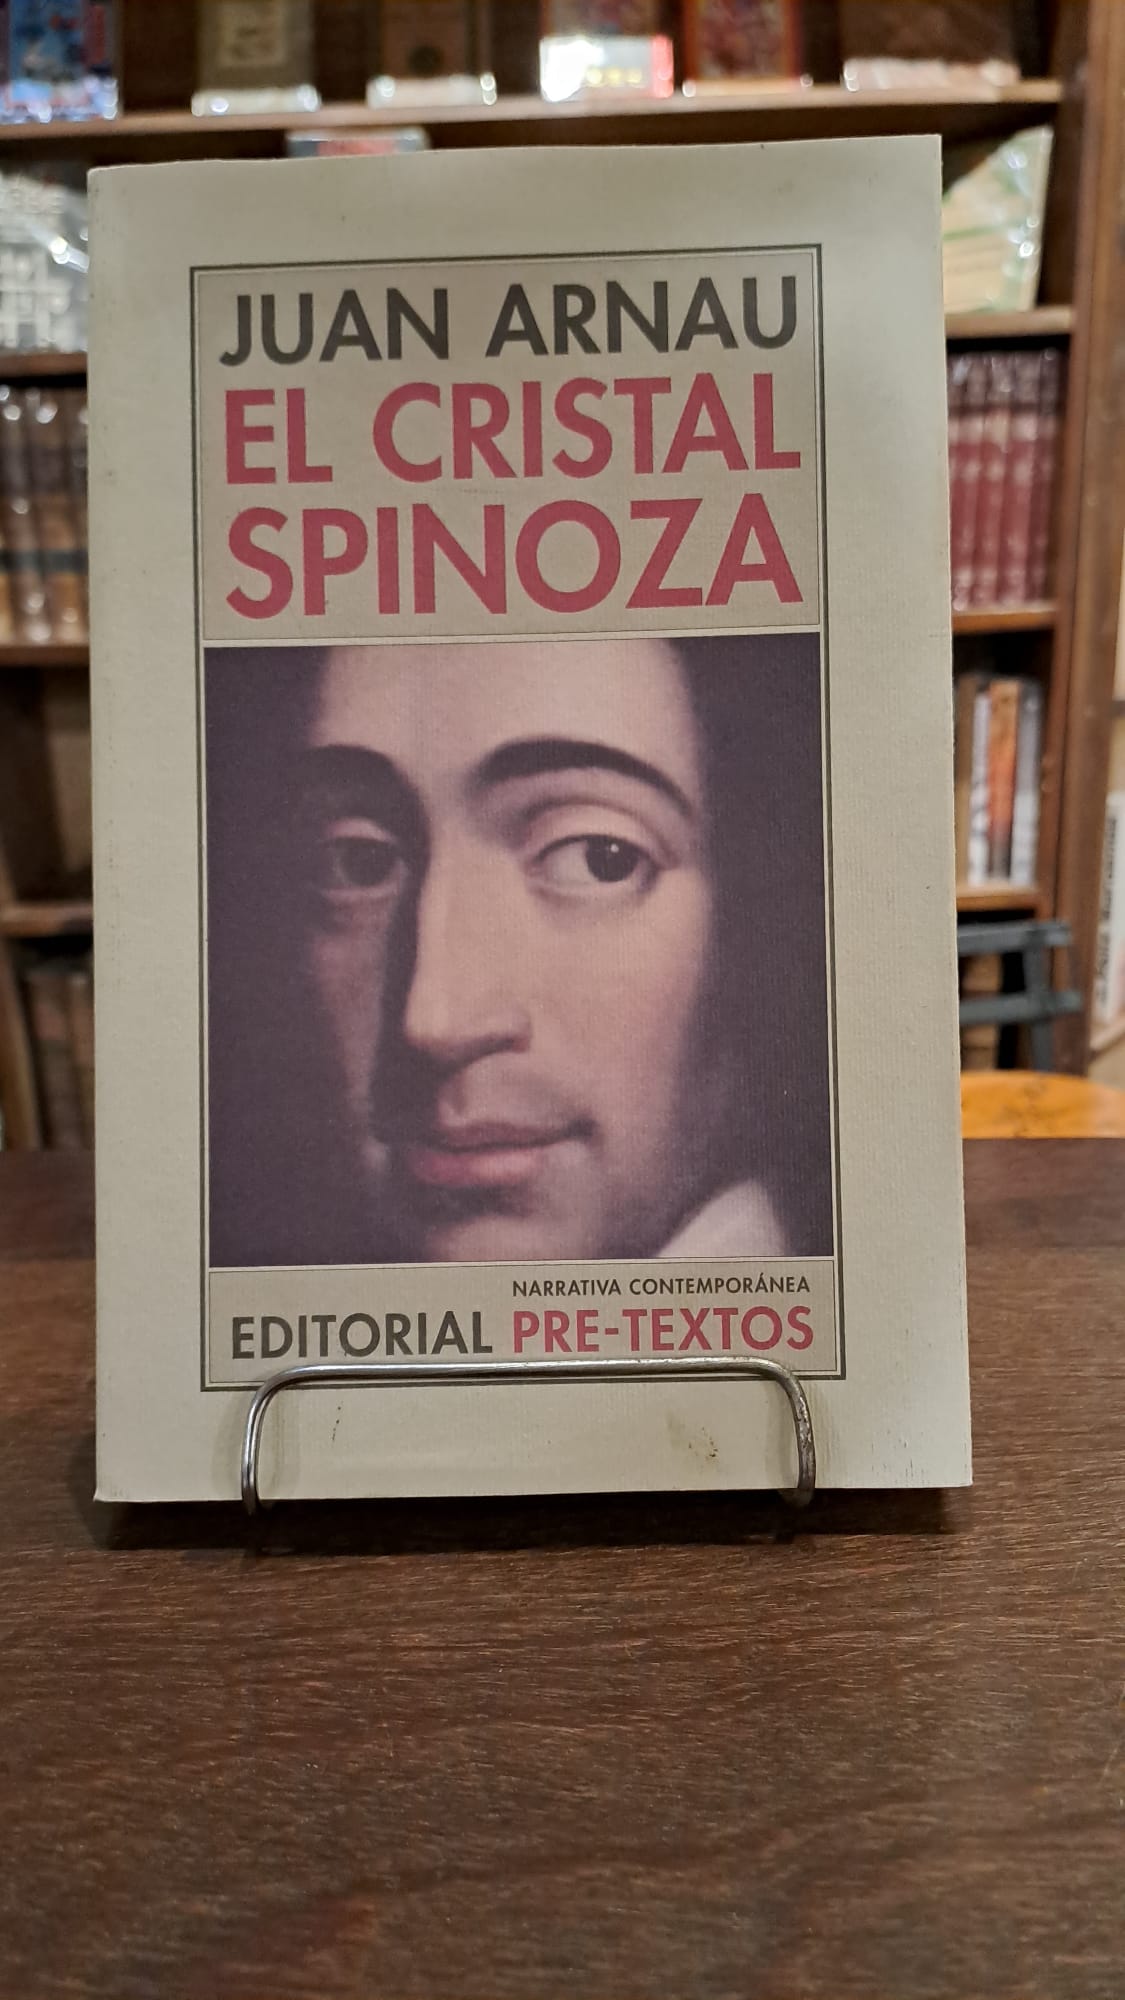 JUAN ARNAU
EL CRISTAL
SPINOZA
NARRATIVA CONTEMPORÁNEA
EDITORIAL PRE-TEXTOS